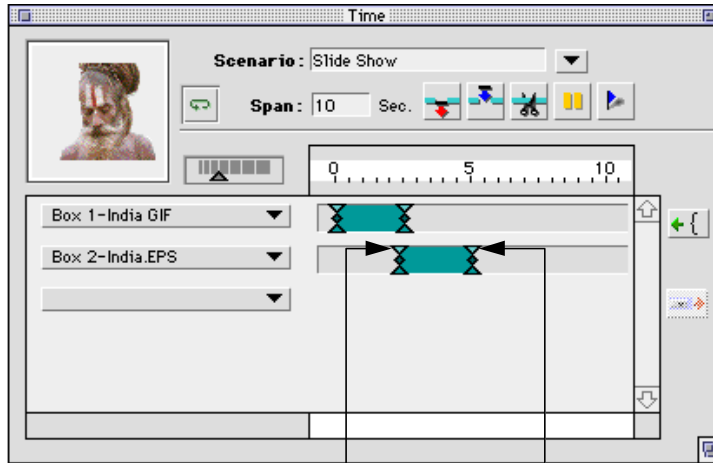 Time
Scenario: Slide Show
Span: 10 Sec.
0 5 10
Box 1-India GIF
Box 2-India.EPS